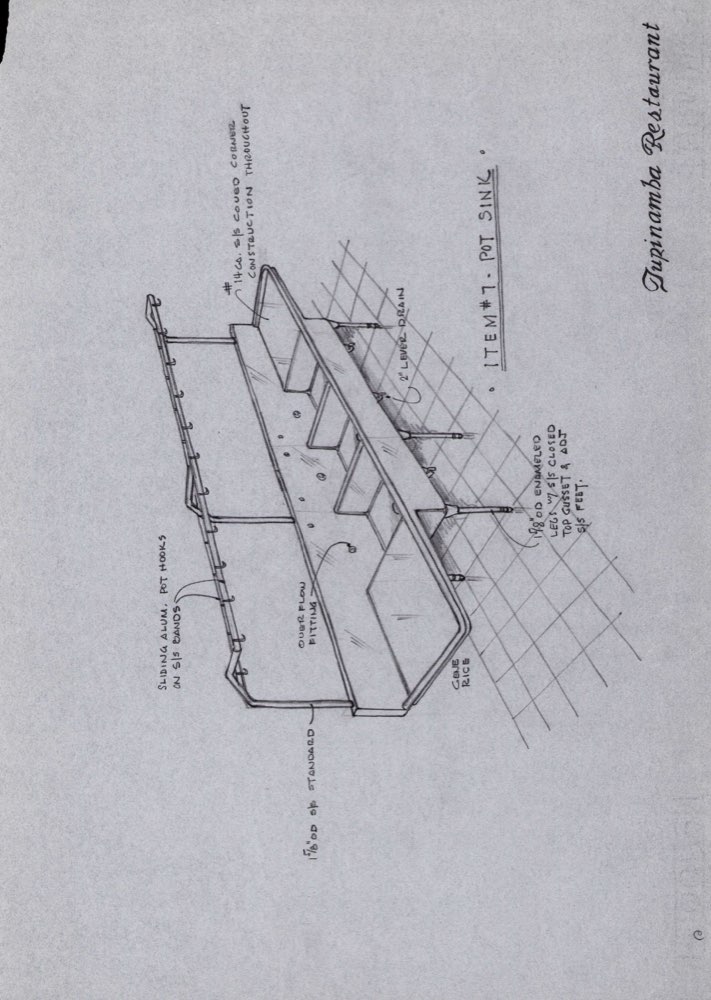 Tupinamba Restaurant
ITEM #7 - POT SINK
#14 GA. S/S COVED CORNER
CONSTRUCTION THROUGHOUT
SLIDING ALUM. POT HOOKS
ON S/S BANDS
OVERFLOW
FITTING
1 5/8" OD S/S STANDARD
2" LEVER DRAIN
1 5/8" OD ENAMELED
LEGS W/ S/S CLOSED
TOP GUSSET & ADJ
S/S FEET.
GENE
RICE